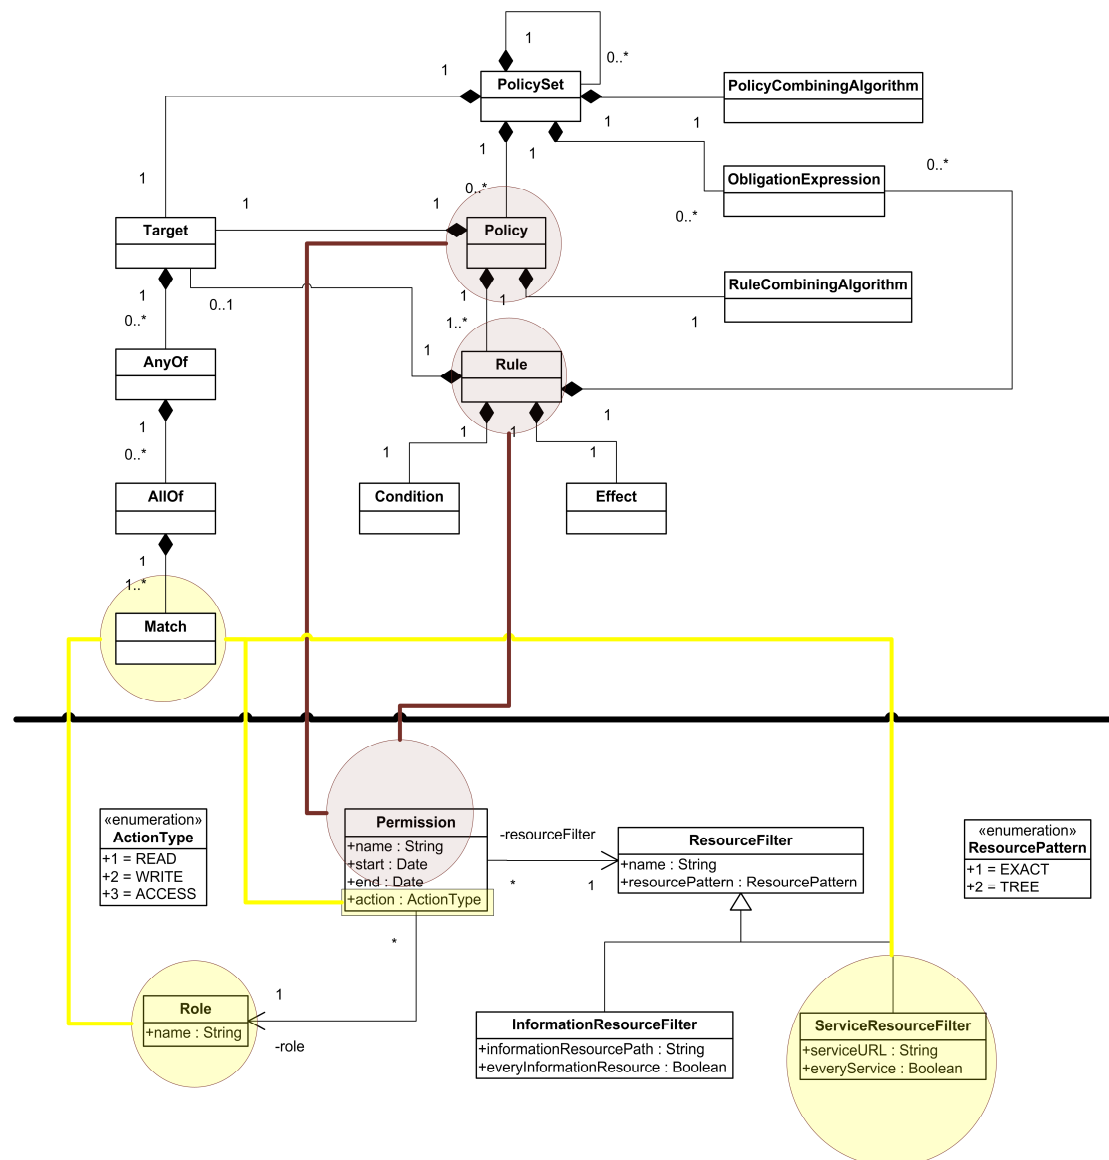 1
0..*
1
PolicySet
PolicyCombiningAlgorithm
1
1
1
1
0..*
1
ObligationExpression
0..*
0..*
1
1
Target
Policy
1
0..1
1
1
RuleCombiningAlgorithm
0..*
1..*
1
AnyOf
1
Rule
1
1
1
1
0..*
1
1
AllOf
Condition
Effect
1
1..*
Match
«enumeration»
ActionType
+1 = READ
+2 = WRITE
+3 = ACCESS
Permission
+name : String
+start : Date
+end : Date
+action : ActionType
-resourceFilter
*
1
ResourceFilter
+name : String
+resourcePattern : ResourcePattern
«enumeration»
ResourcePattern
+1 = EXACT
+2 = TREE
*
1
Role
+name : String
-role
InformationResourceFilter
+informationResourcePath : String
+everyInformationResource : Boolean
ServiceResourceFilter
+serviceURL : String
+everyService : Boolean